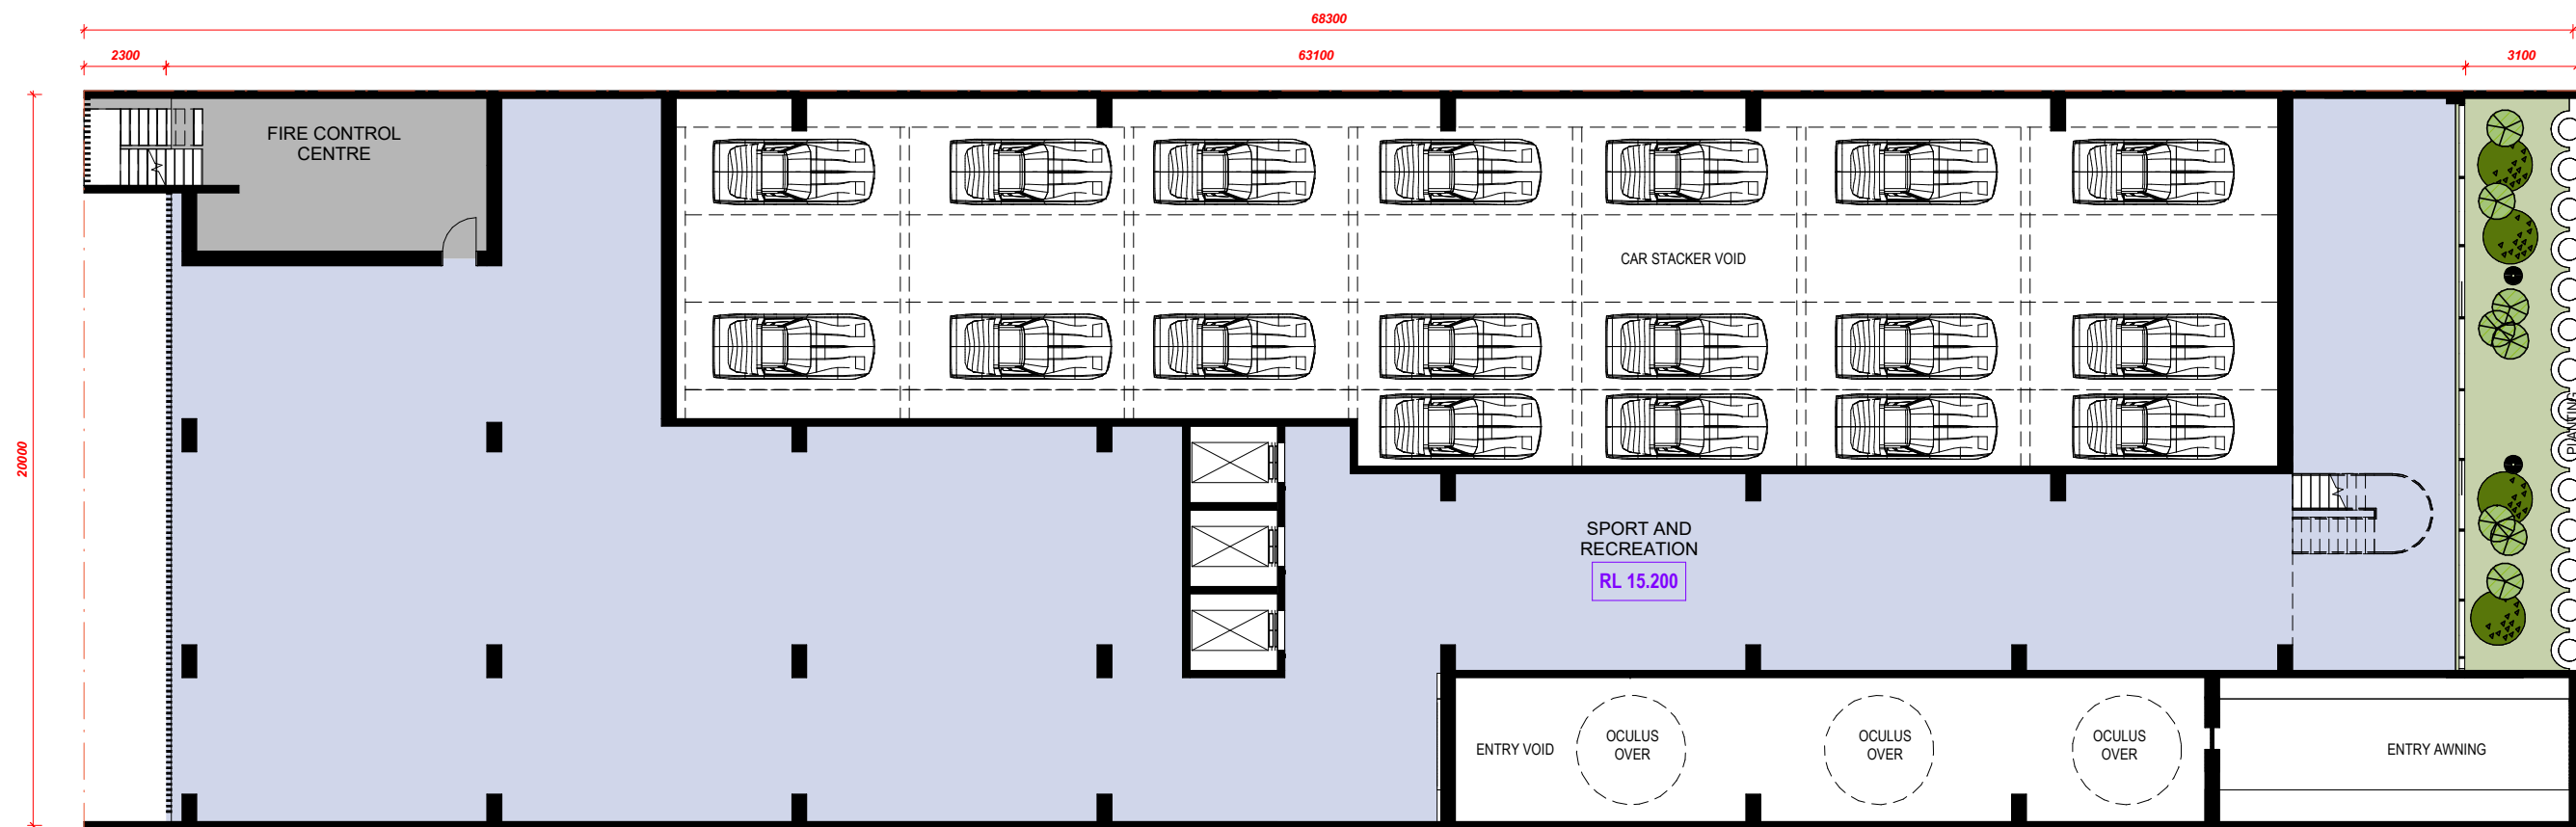 68300
2300
63100
3100
20000
FIRE CONTROL
CENTRE
CAR STACKER VOID
PLANTING
SPORT AND
RECREATION
RL 15.200
ENTRY VOID
OCULUS
OVER
OCULUS
OVER
OCULUS
OVER
ENTRY AWNING